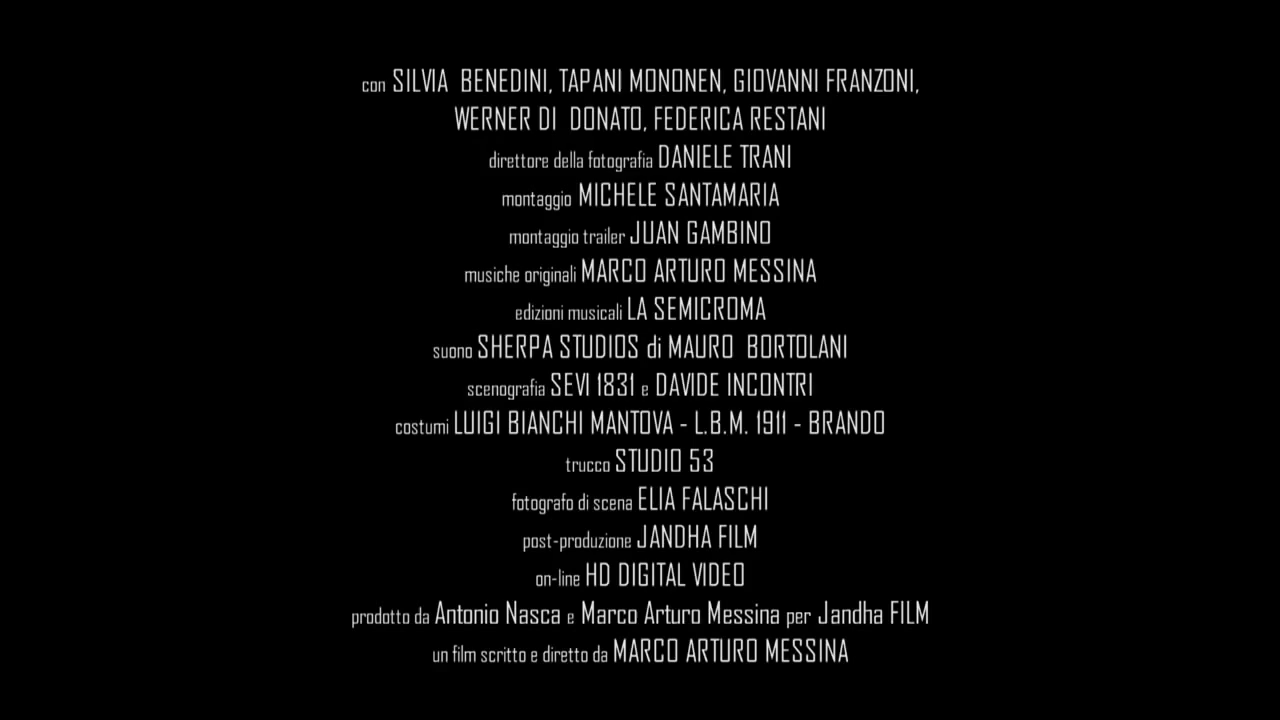 con SILVIA BENEDINI, TAPANI MONONEN, GIOVANNI FRANZONI,
WERNER DI DONATO, FEDERICA RESTANI
direttore della fotografia DANIELE TRANI
montaggio MICHELE SANTAMARIA
montaggio trailer JUAN GAMBINO
musiche originali MARCO ARTURO MESSINA
edizioni musicali LA SEMICROMA
suono SHERPA STUDIOS di MAURO BORTOLANI
scenografia SEVI 1831 e DAVIDE INCONTRI
costumi LUIGI BIANCHI MANTOVA - L.B.M. 1911 - BRANDO
trucco STUDIO 53
fotografo di scena ELIA FALASCHI
post-produzione JANDHA FILM
on-line HD DIGITAL VIDEO
prodotto da Antonio Nasca e Marco Arturo Messina per Jandha FILM
un film scritto e diretto da MARCO ARTURO MESSINA